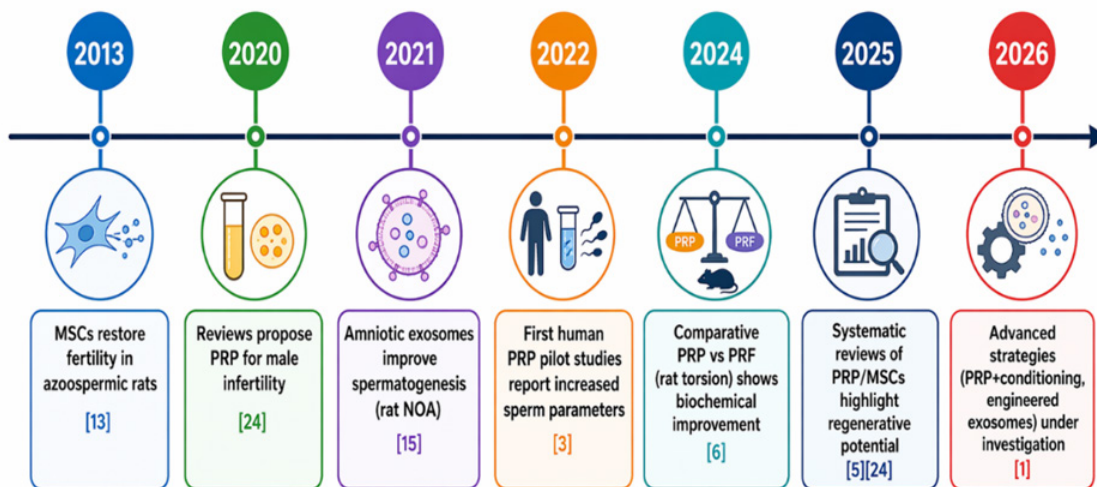 2013
2020
2021
2022
2024
2025
2026
PRP
PRF
MSCs restore
fertility in
azoospermic rats
[13]
Reviews propose
PRP for male
infertility
[24]
Amniotic exosomes
improve
spermatogenesis
(rat NOA)
[15]
First human
PRP pilot studies
report increased
sperm parameters
[3]
Comparative
PRP vs PRF
(rat torsion) shows
biochemical
improvement
[6]
Systematic
reviews of
PRP/MSCs
highlight
regenerative
potential
[5][24]
Advanced
strategies
(PRP+conditioning,
engineered
exosomes) under
investigation
[1]